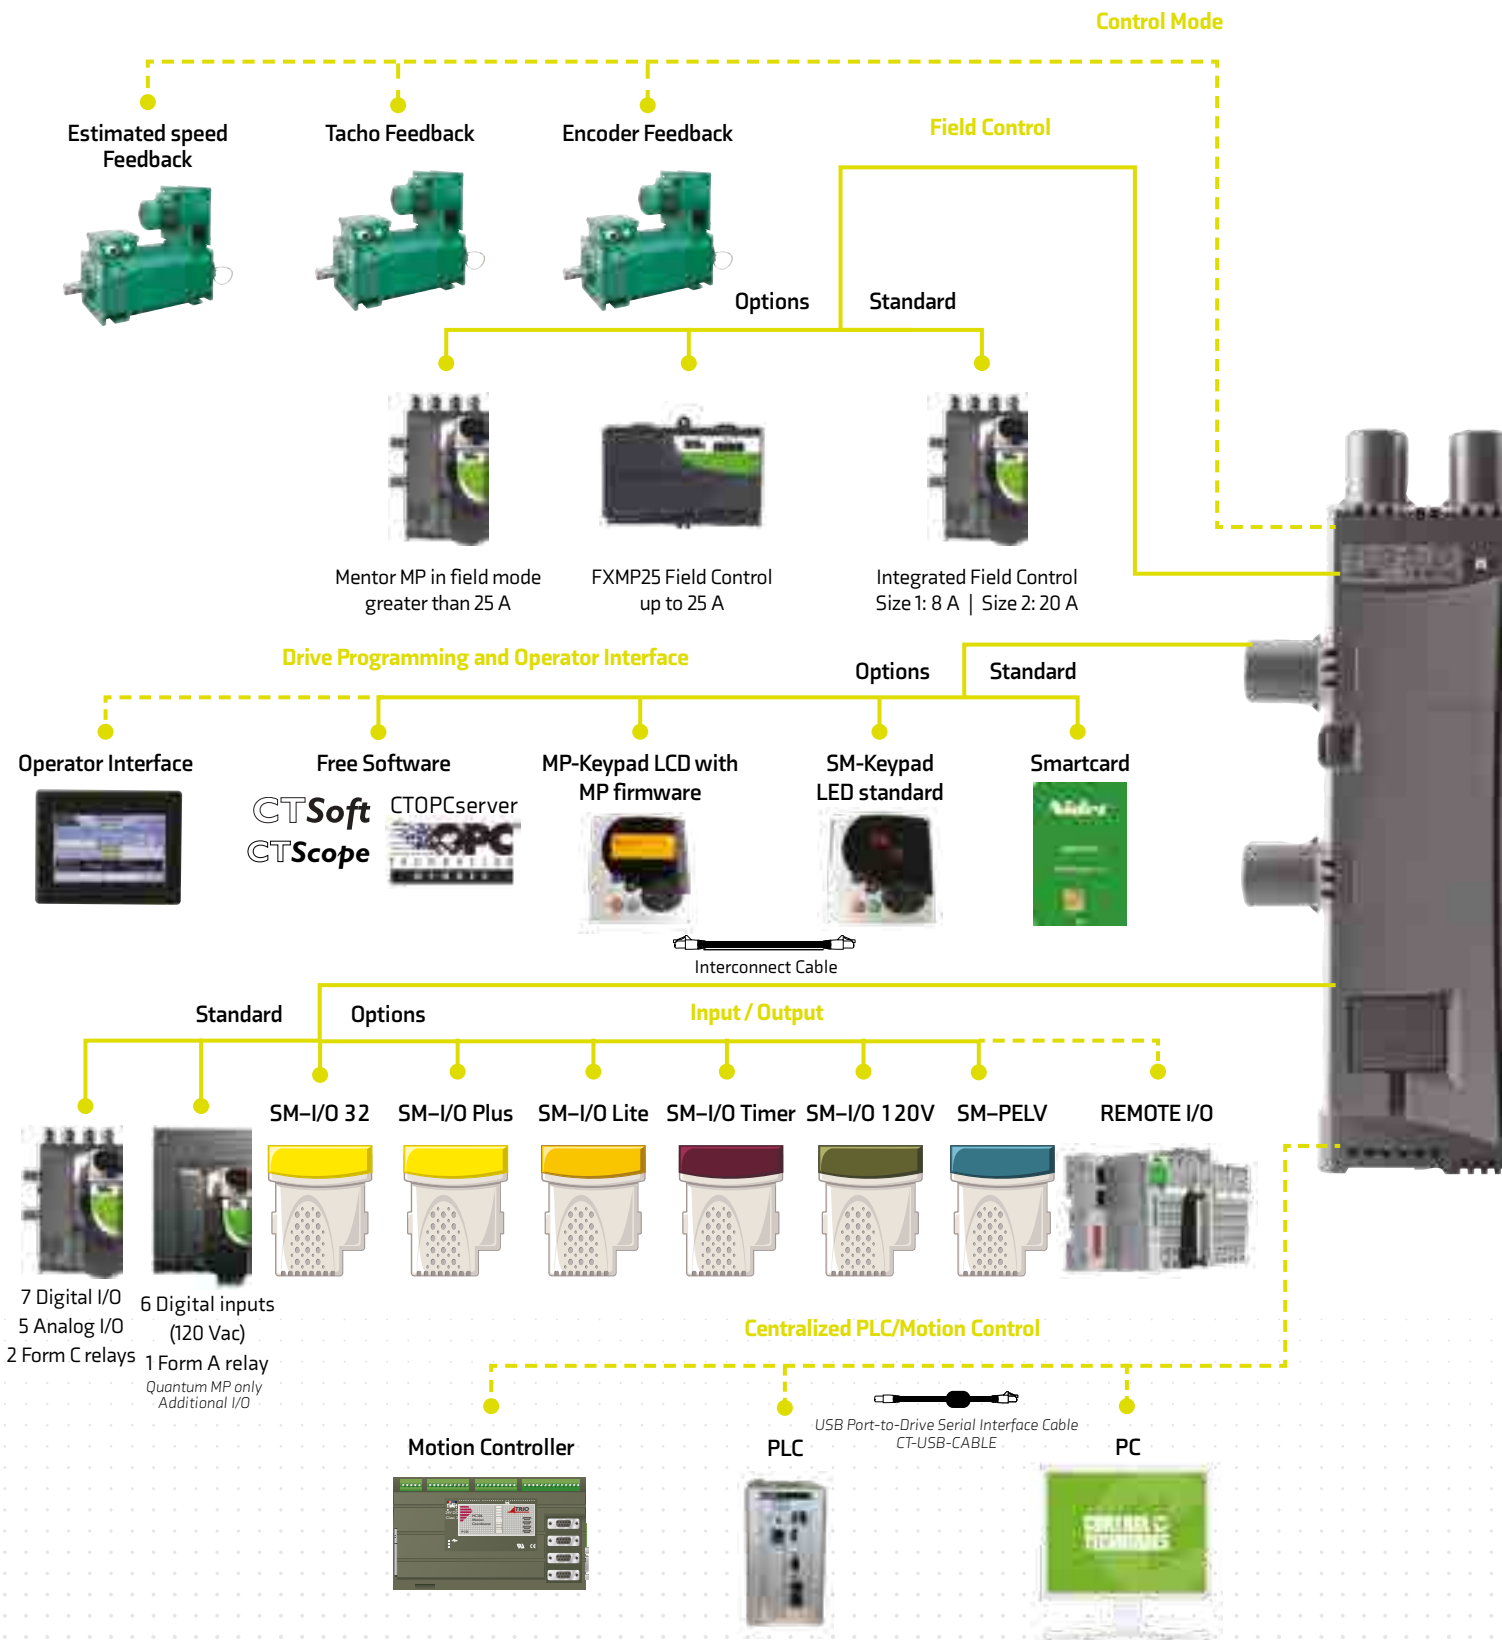 Control Mode
Estimated speed
Feedback
Tacho Feedback
Encoder Feedback
Field Control
Options
Standard
Mentor MP in field mode
greater than 25 A
FXMP25 Field Control
up to 25 A
Integrated Field Control
Size 1: 8 A | Size 2: 20 A
Drive Programming and Operator Interface
Options
Standard
Operator Interface
Free Software
CTSoft
CTScope
CTOPCserver
OPC
MP-Keypad LCD with
MP firmware
SM-Keypad
LED standard
Smartcard
Nidec
Interconnect Cable
Standard
Options
Input / Output
SM–I/O 32
SM–I/O Plus
SM–I/O Lite
SM–I/O Timer
SM–I/O 120V
SM–PELV
REMOTE I/O
7 Digital I/O
5 Analog I/O
2 Form C relays
6 Digital inputs
(120 Vac)
1 Form A relay
Quantum MP only
Additional I/O
Centralized PLC/Motion Control
USB Port-to-Drive Serial Interface Cable
CT-USB-CABLE
Motion Controller
TRIO
PLC
PC
CONTROL
TECHNIQUES